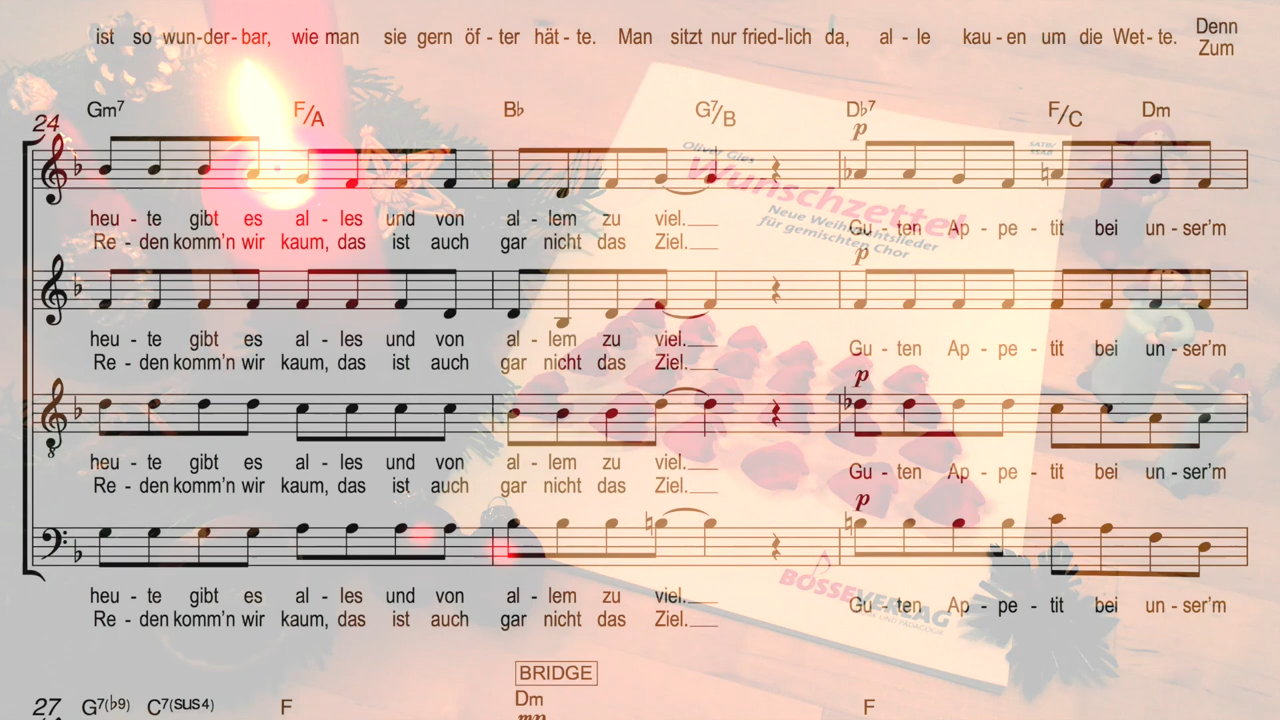 ist so wun-der-bar, wie man sie gern öf-ter hät-te. Man sitzt nur fried-lich da, al-le kau-en um die Wet-te. Denn
Zum
Gm7 F/A B♭ G7/B D♭7 F/C Dm
24
p
heu-te gibt es al-les und von al-lem zu viel.
Re-den komm'n wir kaum, das ist auch gar nicht das Ziel.
Gu-ten Ap-pe-tit bei un-ser'm
p
heu-te gibt es al-les und von al-lem zu viel.
Re-den komm'n wir kaum, das ist auch gar nicht das Ziel.
Gu-ten Ap-pe-tit bei un-ser'm
p
8
heu-te gibt es al-les und von al-lem zu viel.
Re-den komm'n wir kaum, das ist auch gar nicht das Ziel.
Gu-ten Ap-pe-tit bei un-ser'm
p
heu-te gibt es al-les und von al-lem zu viel.
Re-den komm'n wir kaum, das ist auch gar nicht das Ziel.
Gu-ten Ap-pe-tit bei un-ser'm
BRIDGE
27 G7(♭9) C7(sus4) F Dm F
mp
Oliver Gies
Wunschzettel
Neue Weihnachtslieder
für gemischten Chor
BOSSE VERLAG